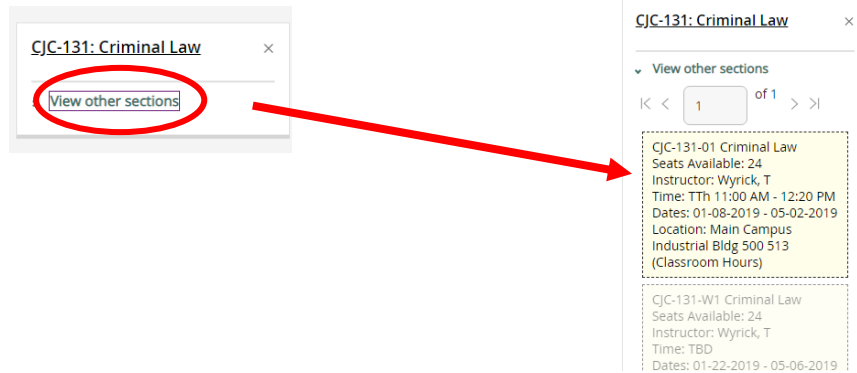 CJC-131: Criminal Law
View other sections
CJC-131: Criminal Law
View other sections
1 of 1
CJC-131-01 Criminal Law
Seats Available: 24
Instructor: Wyrick, T
Time: TTh 11:00 AM - 12:20 PM
Dates: 01-08-2019 - 05-02-2019
Location: Main Campus
Industrial Bldg 500 513
(Classroom Hours)
CJC-131-W1 Criminal Law
Seats Available: 24
Instructor: Wyrick, T
Time: TBD
Dates: 01-22-2019 - 05-06-2019